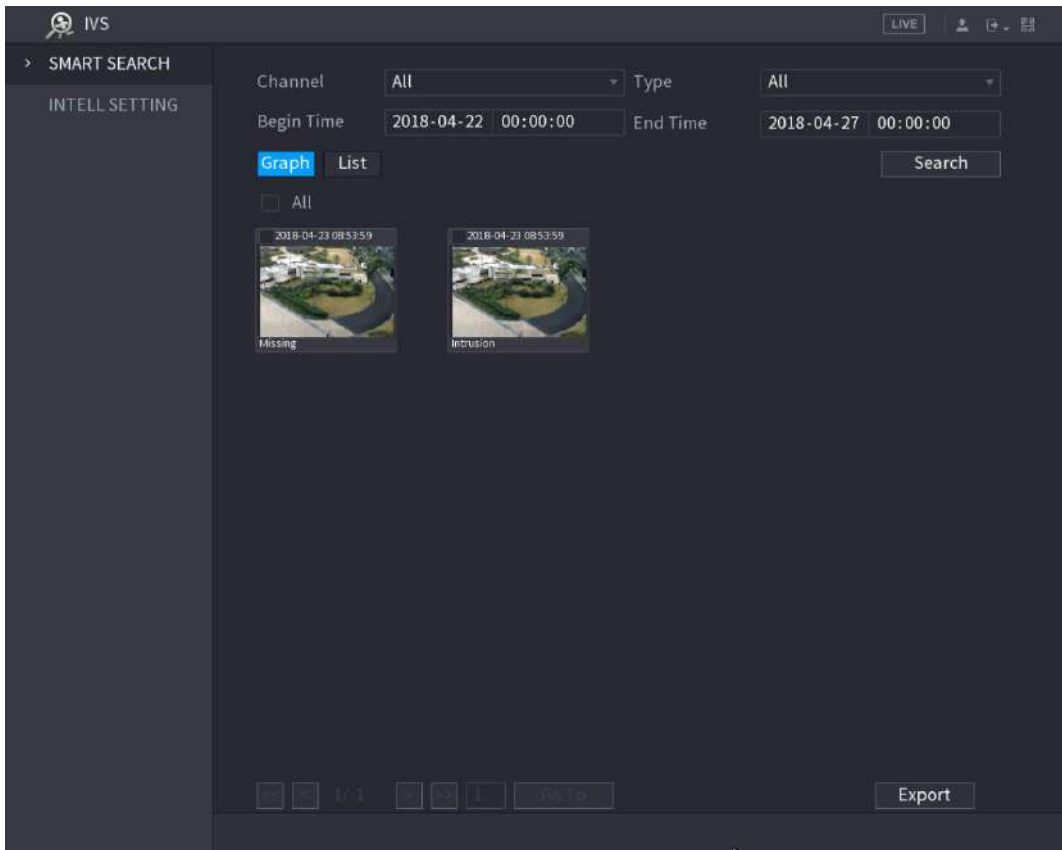 IVS LIVE
SMART SEARCH
INTELL SETTING
Channel All Type All
Begin Time 2018-04-22 00:00:00 End Time 2018-04-27 00:00:00
Graph List Search
All
2018-04-23 08:53:59 2018-04-23 08:53:59
Missing Intrusion
<< < 1/ 1 > >> 1 Go To Export